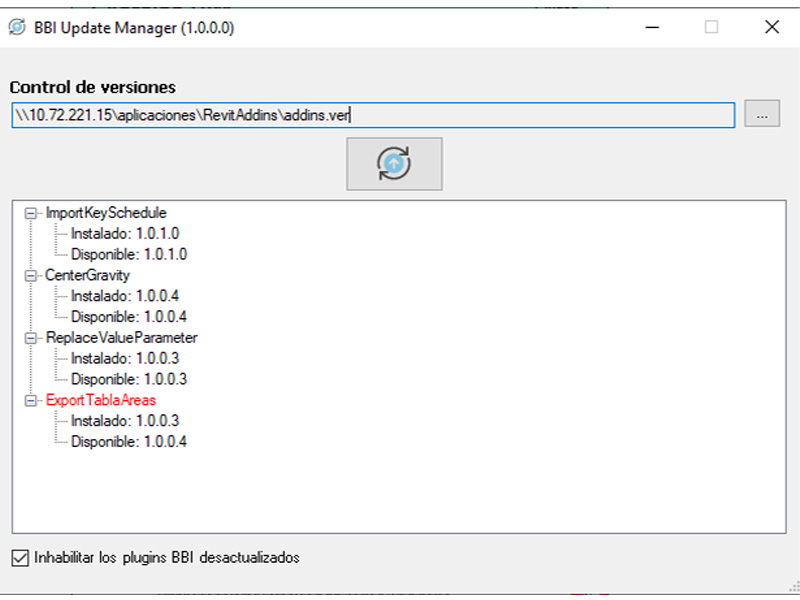 BBI Update Manager (1.0.0.0)
Control de versiones
\\10.72.221.15\aplicaciones\RevitAddins\addins.ver
...
ImportKeySchedule
Instalado: 1.0.1.0
Disponible: 1.0.1.0
CenterGravity
Instalado: 1.0.0.4
Disponible: 1.0.0.4
ReplaceValueParameter
Instalado: 1.0.0.3
Disponible: 1.0.0.3
ExportTablaAreas
Instalado: 1.0.0.3
Disponible: 1.0.0.4
Inhabilitar los plugins BBI desactualizados